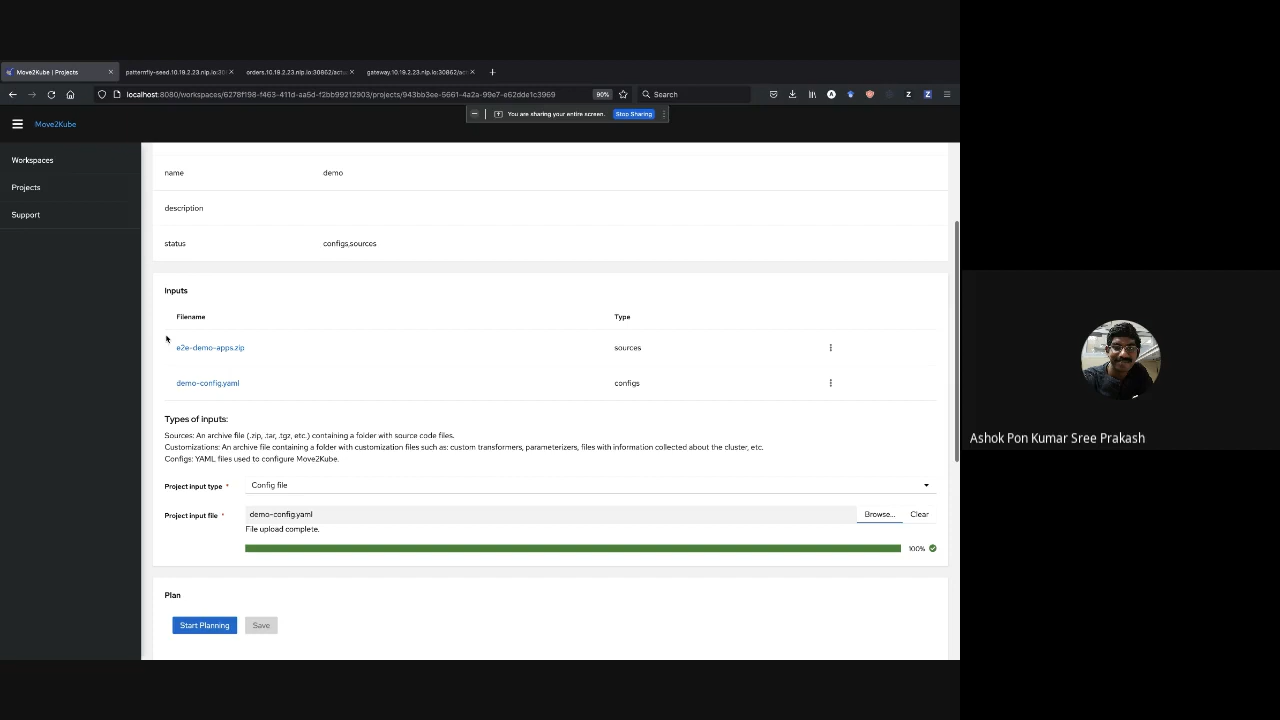 Move2Kube | Projects
patternfly-seed.10.19.2.23.nip.io:30
orders.10.19.2.23.nip.io:30862/actu
gateway.10.19.2.23.nip.io:30862/ac
localhost:8080/workspaces/6278f198-f463-411d-aa5d-f2bb99212903/projects/943bb3ee-5661-4a2a-99e7-e62dde1c3969
90%
Search
You are sharing your entire screen.
Stop Sharing
Move2Kube
Workspaces
Projects
Support
name demo
description
status configs,sources
Inputs
Filename Type
e2e-demo-apps.zip sources
demo-config.yaml configs
Types of inputs:
Sources: An archive file (.zip, .tar, .tgz, etc.) containing a folder with source code files.
Customizations: An archive file containing a folder with customization files such as: custom transformers, parameterizers, files with information collected about the cluster, etc.
Configs: YAML files used to configure Move2Kube.
Project input type * Config file
Project input file * demo-config.yaml Browse... Clear
File upload complete.
100%
Plan
Start Planning Save
Ashok Pon Kumar Sree Prakash